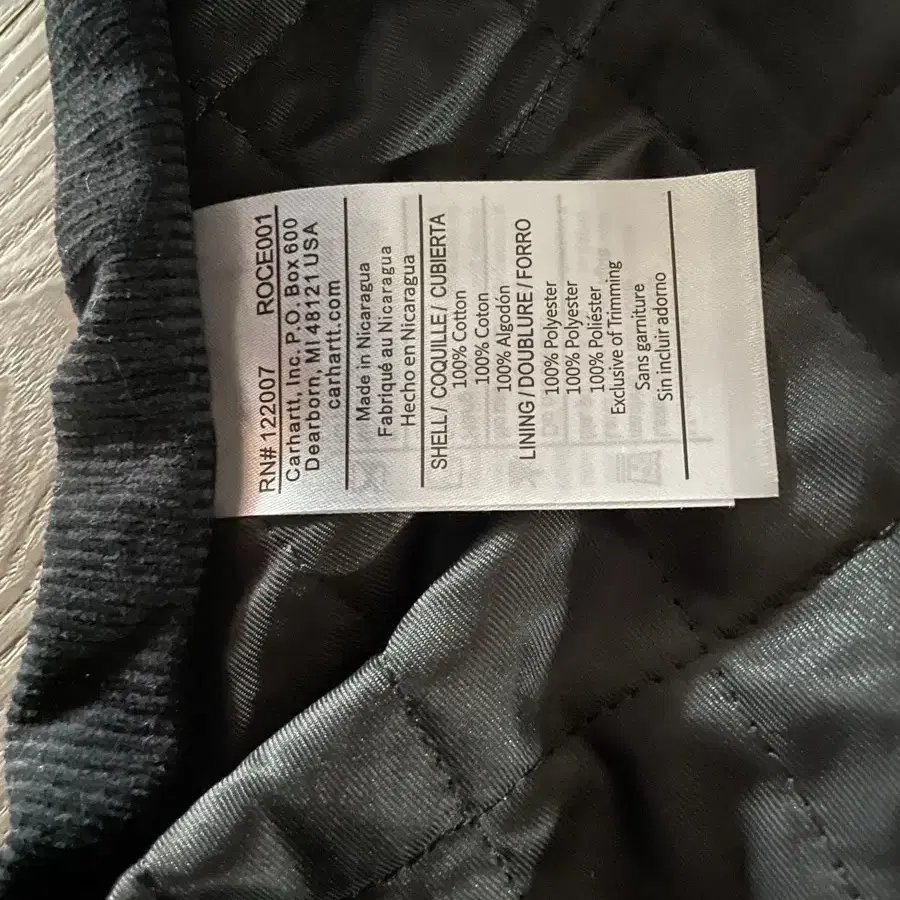 RN# 122007 ROCE001
Carhartt, Inc. P.O. Box 600
Dearborn, MI 48121 USA
carhartt.com
Made in Nicaragua
Fabriqué au Nicaragua
Hecho en Nicaragua
SHELL / COQUILLE / CUBIERTA
100% Cotton
100% Coton
100% Algodón
LINING / DOUBLURE / FORRO
100% Polyester
100% Polyester
100% Poliéster
Exclusive of Trimming
Sans garniture
Sin incluir adorno